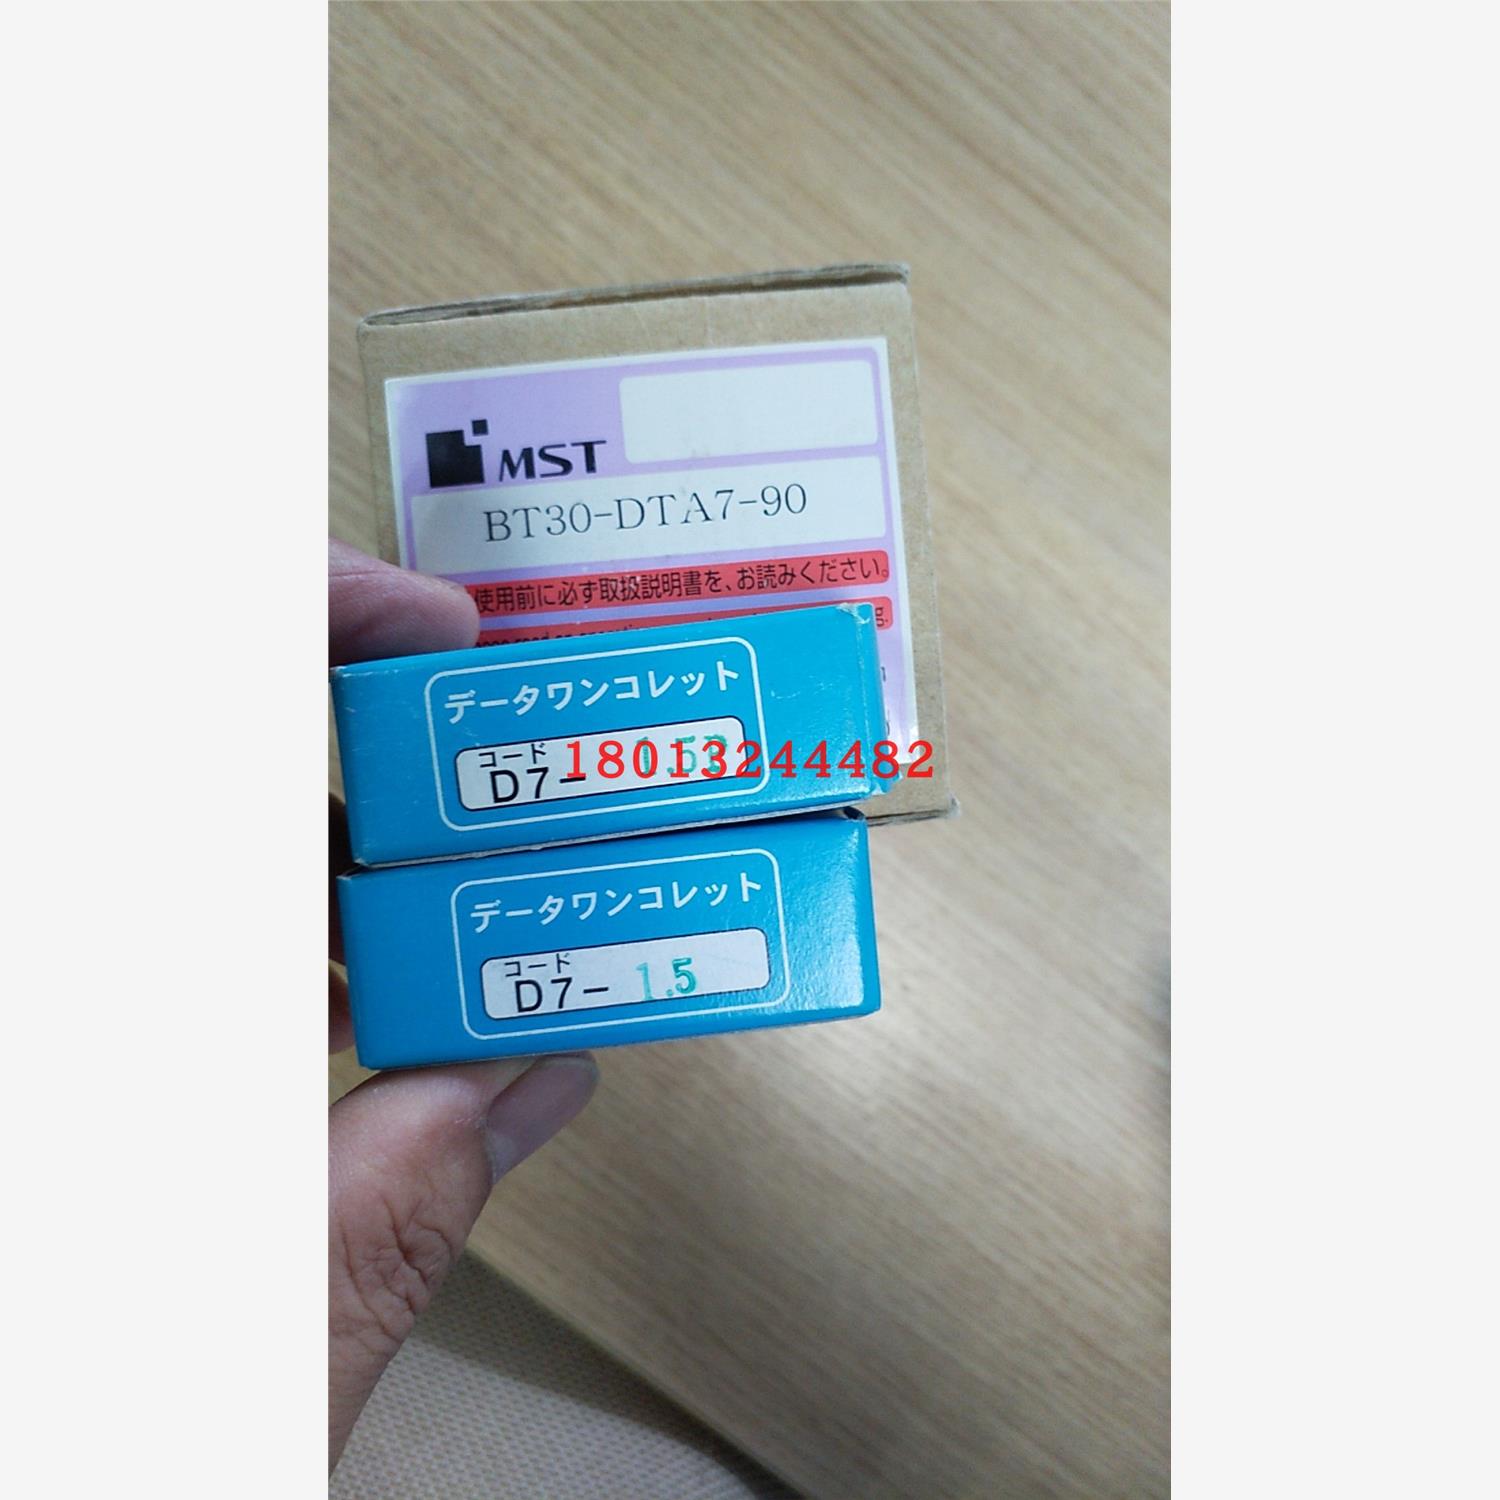 MST
BT30-DTA7-90
使用前に必ず取扱説明書を、お読みください。
データワンコレット
コード
D7-
18013244482
データワンコレット
コード
D7- 1.5